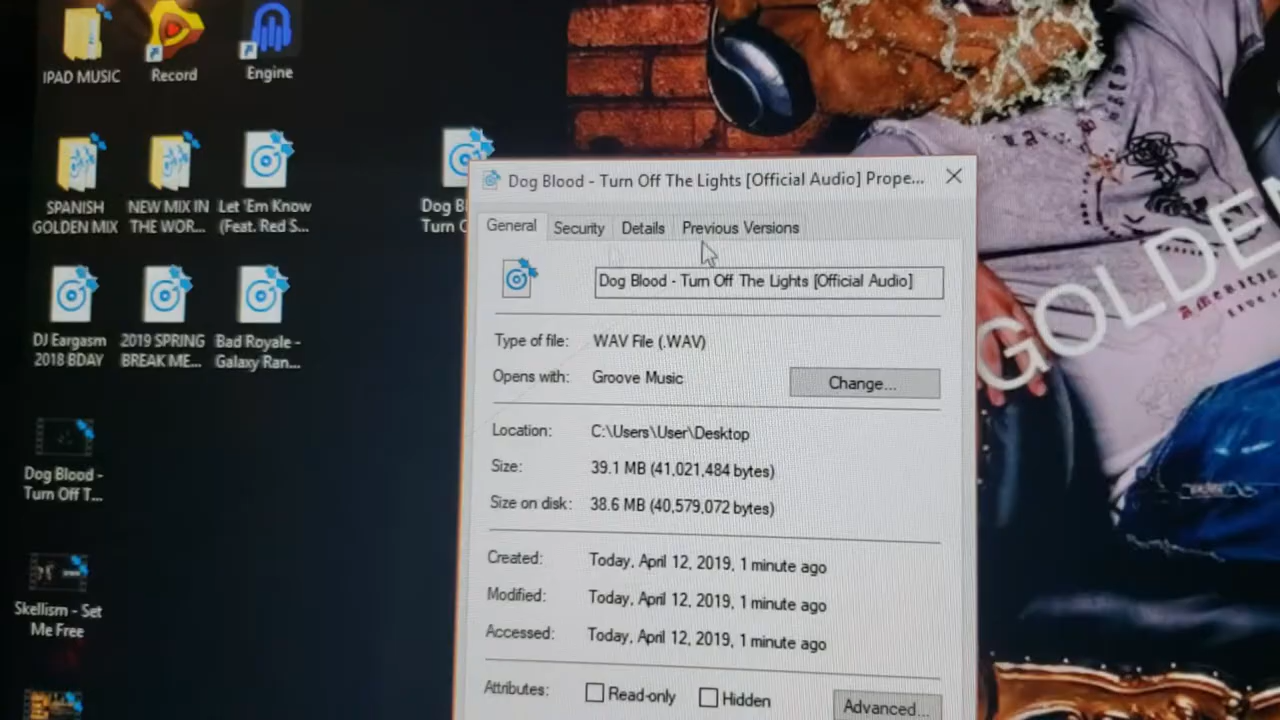 IPAD MUSIC
Record
Engine
SPANISH
GOLDEN MIX
NEW MIX IN
THE WOR...
Let 'Em Know
(Feat. Red S...
Turn
DJ Eargasm
2018 BDAY
2019 SPRING
BREAK ME...
Bad Royale -
Galaxy Ran...
Dog Blood -
Turn Off T...
Skellism - Set
Me Free
Dog Blood - Turn Off The Lights [Official Audio] Prope...
General
Security
Details
Previous Versions
Dog Blood - Turn Off The Lights [Official Audio]
Type of file: WAV File (.WAV)
Opens with: Groove Music
Change...
Location: C:\Users\User\Desktop
Size: 39.1 MB (41,021,484 bytes)
Size on disk: 38.6 MB (40,579,072 bytes)
Created: Today, April 12, 2019, 1 minute ago
Modified: Today, April 12, 2019, 1 minute ago
Accessed: Today, April 12, 2019, 1 minute ago
Attributes: Read-only Hidden Advanced...
GOLDEN